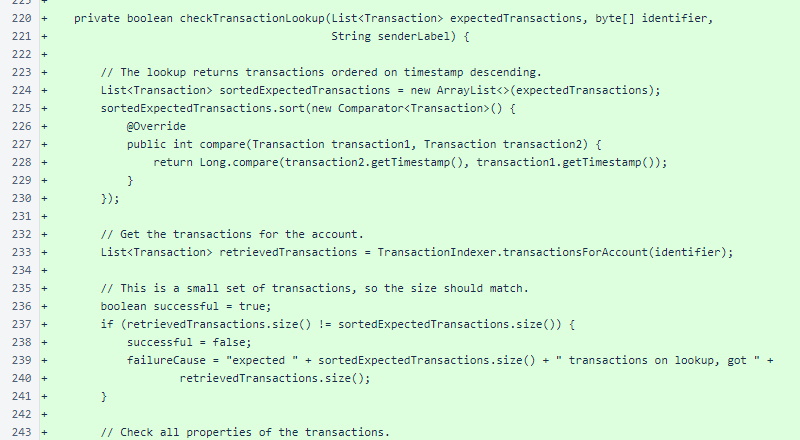 225 +
220 + private boolean checkTransactionLookup(List<Transaction> expectedTransactions, byte[] identifier,
221 + String senderLabel) {
222 +
223 + // The lookup returns transactions ordered on timestamp descending.
224 + List<Transaction> sortedExpectedTransactions = new ArrayList<>(expectedTransactions);
225 + sortedExpectedTransactions.sort(new Comparator<Transaction>() {
226 + @Override
227 + public int compare(Transaction transaction1, Transaction transaction2) {
228 + return Long.compare(transaction2.getTimestamp(), transaction1.getTimestamp());
229 + }
230 + });
231 +
232 + // Get the transactions for the account.
233 + List<Transaction> retrievedTransactions = TransactionIndexer.transactionsForAccount(identifier);
234 +
235 + // This is a small set of transactions, so the size should match.
236 + boolean successful = true;
237 + if (retrievedTransactions.size() != sortedExpectedTransactions.size()) {
238 + successful = false;
239 + failureCause = "expected " + sortedExpectedTransactions.size() + " transactions on lookup, got " +
240 + retrievedTransactions.size();
241 + }
242 +
243 + // Check all properties of the transactions.